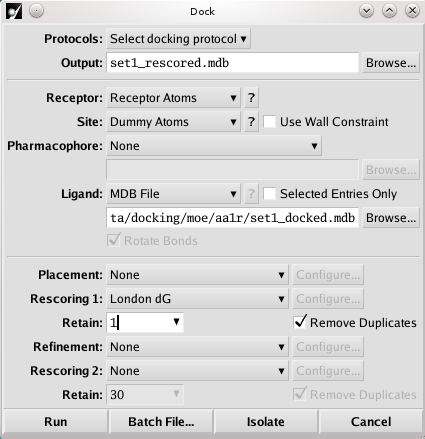 Dock
Protocols: Select docking protocol
Output: set1_rescored.mdb Browse...
Receptor: Receptor Atoms ?
Site: Dummy Atoms ? Use Wall Constraint
Pharmacophore: None
Browse...
Ligand: MDB File ? Selected Entries Only
ta/docking/moe/aa1r/set1_docked.mdb Browse...
Rotate Bonds
Placement: None Configure...
Rescoring 1: London dG Configure...
Retain: 1 Remove Duplicates
Refinement: None Configure...
Rescoring 2: None Configure...
Retain: 30 Remove Duplicates
Run Batch File... Isolate Cancel